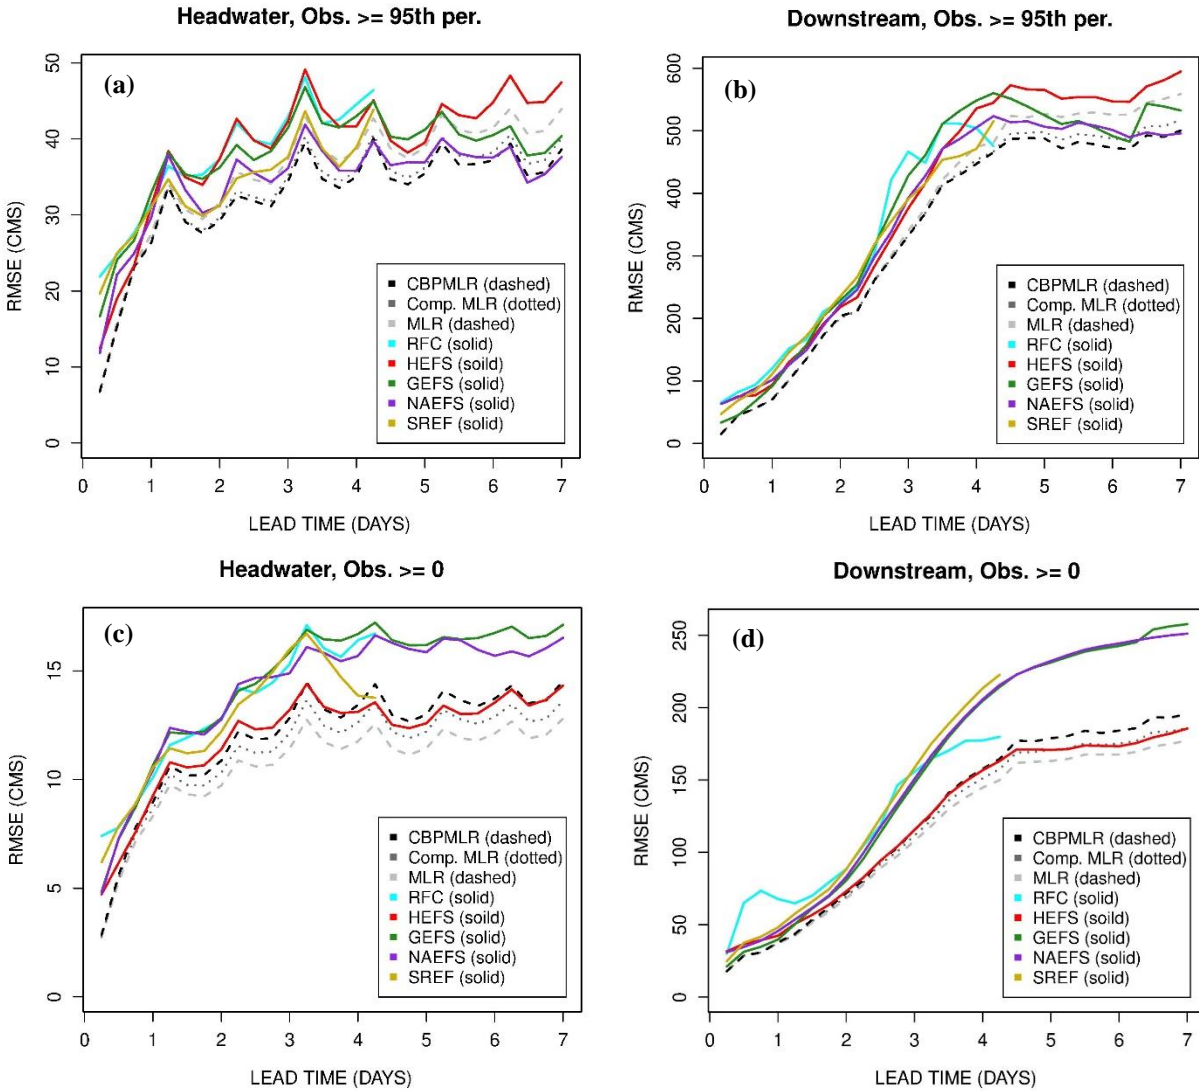 Headwater, Obs. >= 95th per.
(a)
RMSE (CMS)
50
40
30
20
10
0
CBPMLR (dashed)
Comp. MLR (dotted)
MLR (dashed)
RFC (solid)
HEFS (soild)
GEFS (solid)
NAEFS (solid)
SREF (solid)
0 1 2 3 4 5 6 7
LEAD TIME (DAYS)
Downstream, Obs. >= 95th per.
(b)
RMSE (CMS)
600
500
400
300
200
100
0
CBPMLR (dashed)
Comp. MLR (dotted)
MLR (dashed)
RFC (solid)
HEFS (soild)
GEFS (solid)
NAEFS (solid)
SREF (solid)
0 1 2 3 4 5 6 7
LEAD TIME (DAYS)
Headwater, Obs. >= 0
(c)
RMSE (CMS)
15
10
5
0
CBPMLR (dashed)
Comp. MLR (dotted)
MLR (dashed)
RFC (solid)
HEFS (soild)
GEFS (solid)
NAEFS (solid)
SREF (solid)
0 1 2 3 4 5 6 7
LEAD TIME (DAYS)
Downstream, Obs. >= 0
(d)
RMSE (CMS)
250
200
150
100
50
0
CBPMLR (dashed)
Comp. MLR (dotted)
MLR (dashed)
RFC (solid)
HEFS (soild)
GEFS (solid)
NAEFS (solid)
SREF (solid)
0 1 2 3 4 5 6 7
LEAD TIME (DAYS)